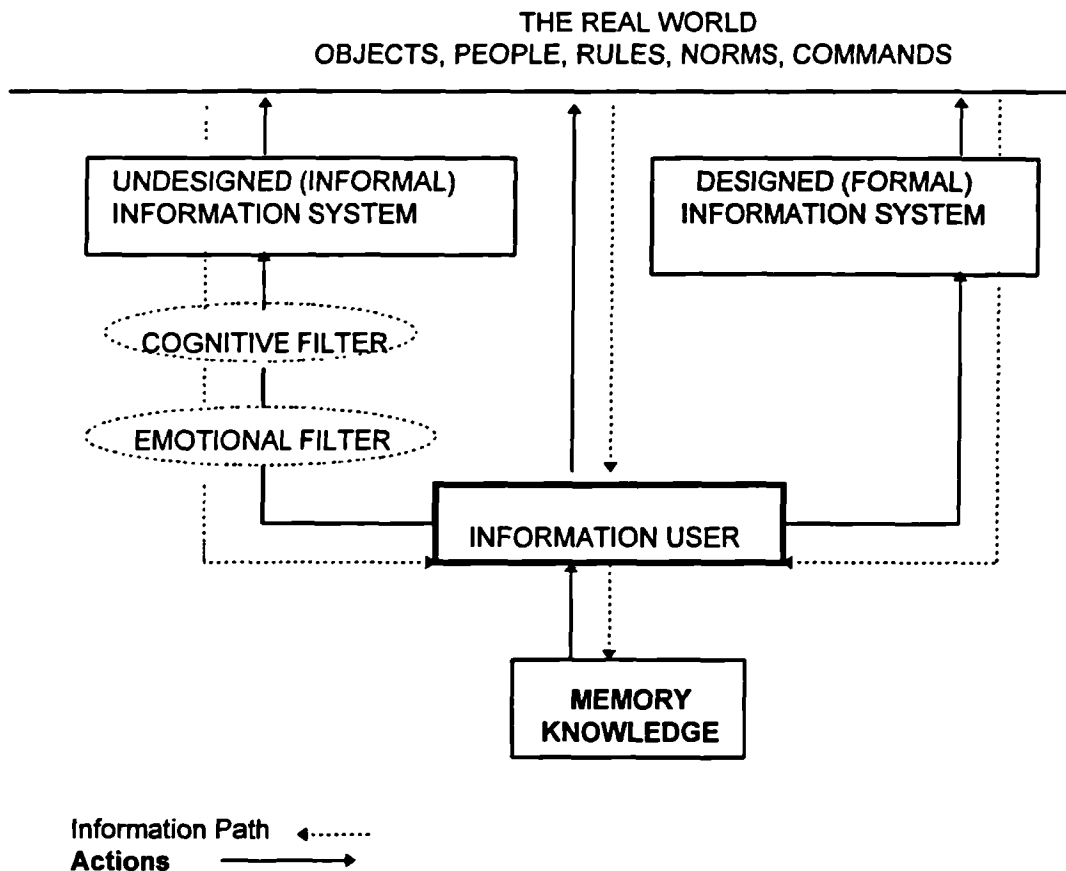 THE REAL WORLD
OBJECTS, PEOPLE, RULES, NORMS, COMMANDS
UNDESIGNED (INFORMAL)
INFORMATION SYSTEM
DESIGNED (FORMAL)
INFORMATION SYSTEM
COGNITIVE FILTER
EMOTIONAL FILTER
INFORMATION USER
MEMORY
KNOWLEDGE
Information Path
Actions